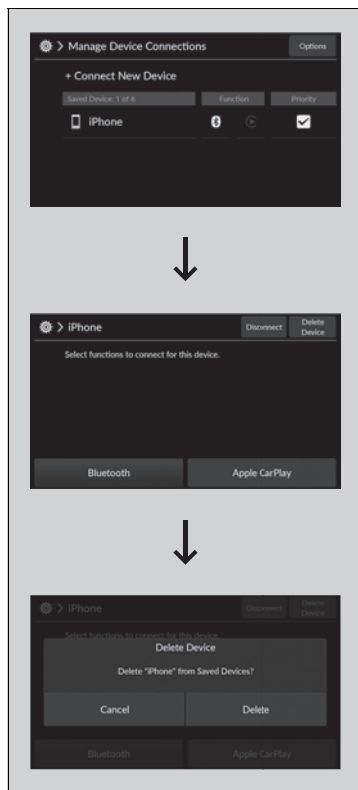 > Manage Device Connections
Options
+ Connect New Device
Saved Device: 1 of 6 Function Priority
iPhone
> iPhone
Disconnect
Delete
Device
Select functions to connect for this device.
Bluetooth Apple CarPlay
> iPhone
Disconnect
Delete
Device
Select functions to connect for this device.
Delete Device
Delete "iPhone" from Saved Devices?
Cancel Delete
Bluetooth Apple CarPlay